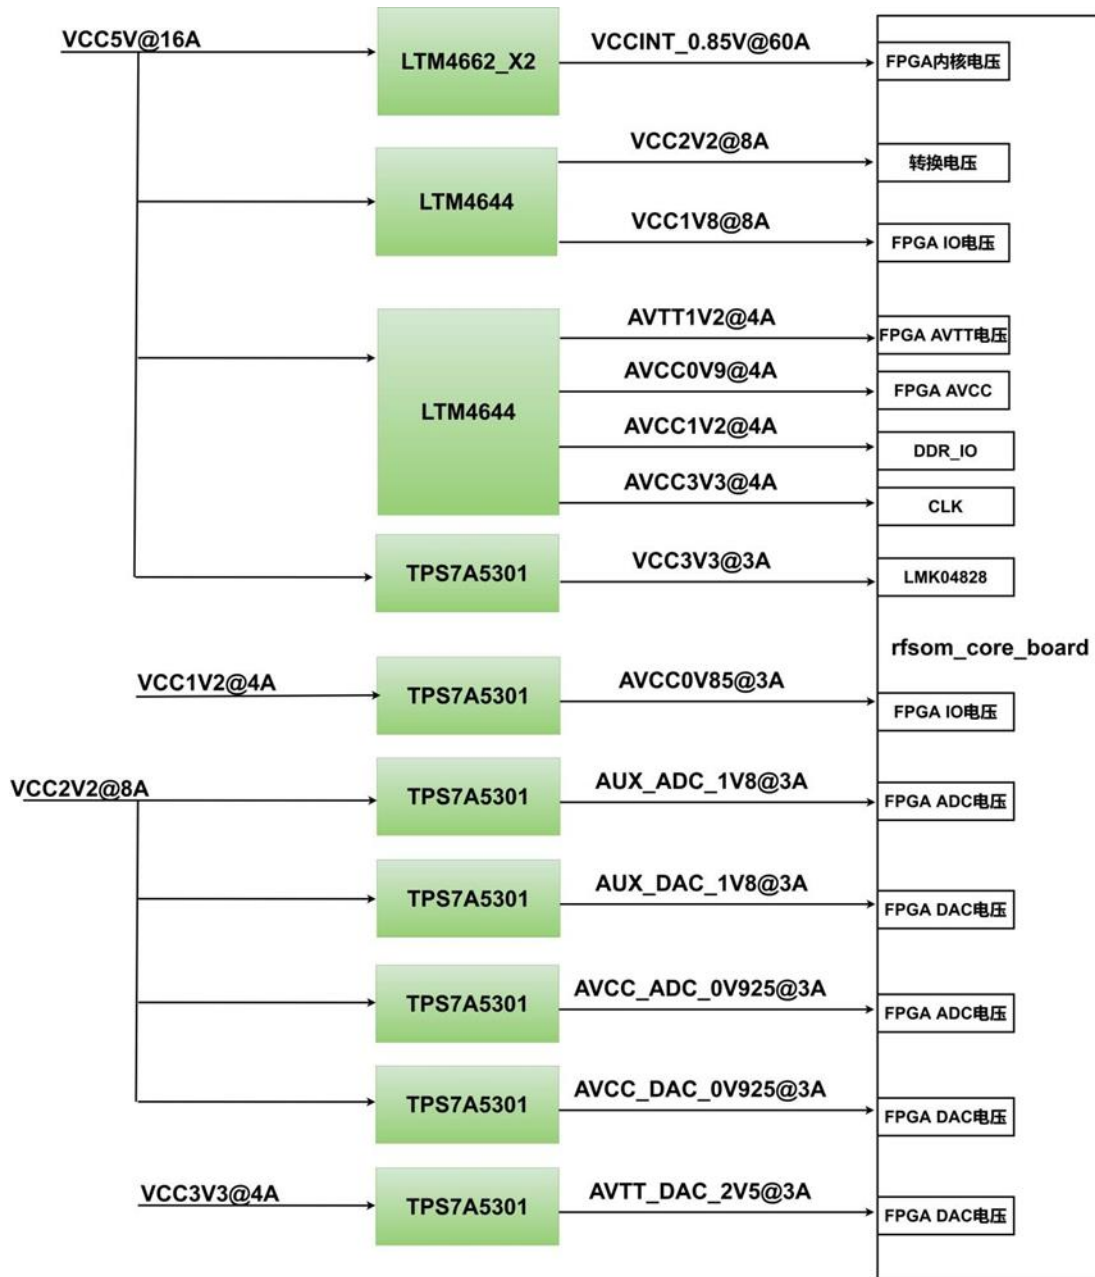 VCC5V@16A
LTM4662_X2
VCCINT_0.85V@60A
FPGA内核电压
LTM4644
VCC2V2@8A
转换电压
VCC1V8@8A
FPGA IO电压
LTM4644
AVTT1V2@4A
FPGA AVTT电压
AVCC0V9@4A
FPGA AVCC
AVCC1V2@4A
DDR_IO
AVCC3V3@4A
CLK
TPS7A5301
VCC3V3@3A
LMK04828
rfsom_core_board
VCC1V2@4A
TPS7A5301
AVCC0V85@3A
FPGA IO电压
VCC2V2@8A
TPS7A5301
AUX_ADC_1V8@3A
FPGA ADC电压
TPS7A5301
AUX_DAC_1V8@3A
FPGA DAC电压
TPS7A5301
AVCC_ADC_0V925@3A
FPGA ADC电压
TPS7A5301
AVCC_DAC_0V925@3A
FPGA DAC电压
VCC3V3@4A
TPS7A5301
AVTT_DAC_2V5@3A
FPGA DAC电压